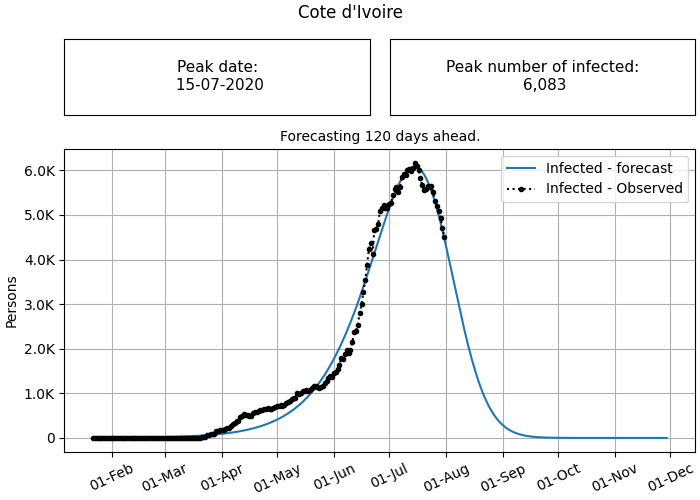 Cote d'Ivoire
Peak date:
15-07-2020
Peak number of infected:
6,083
Forecasting 120 days ahead.
Infected - forecast
Infected - Observed
Persons
6.0K
5.0K
4.0K
3.0K
2.0K
1.0K
0
01-Feb
01-Mar
01-Apr
01-May
01-Jun
01-Jul
01-Aug
01-Sep
01-Oct
01-Nov
01-Dec